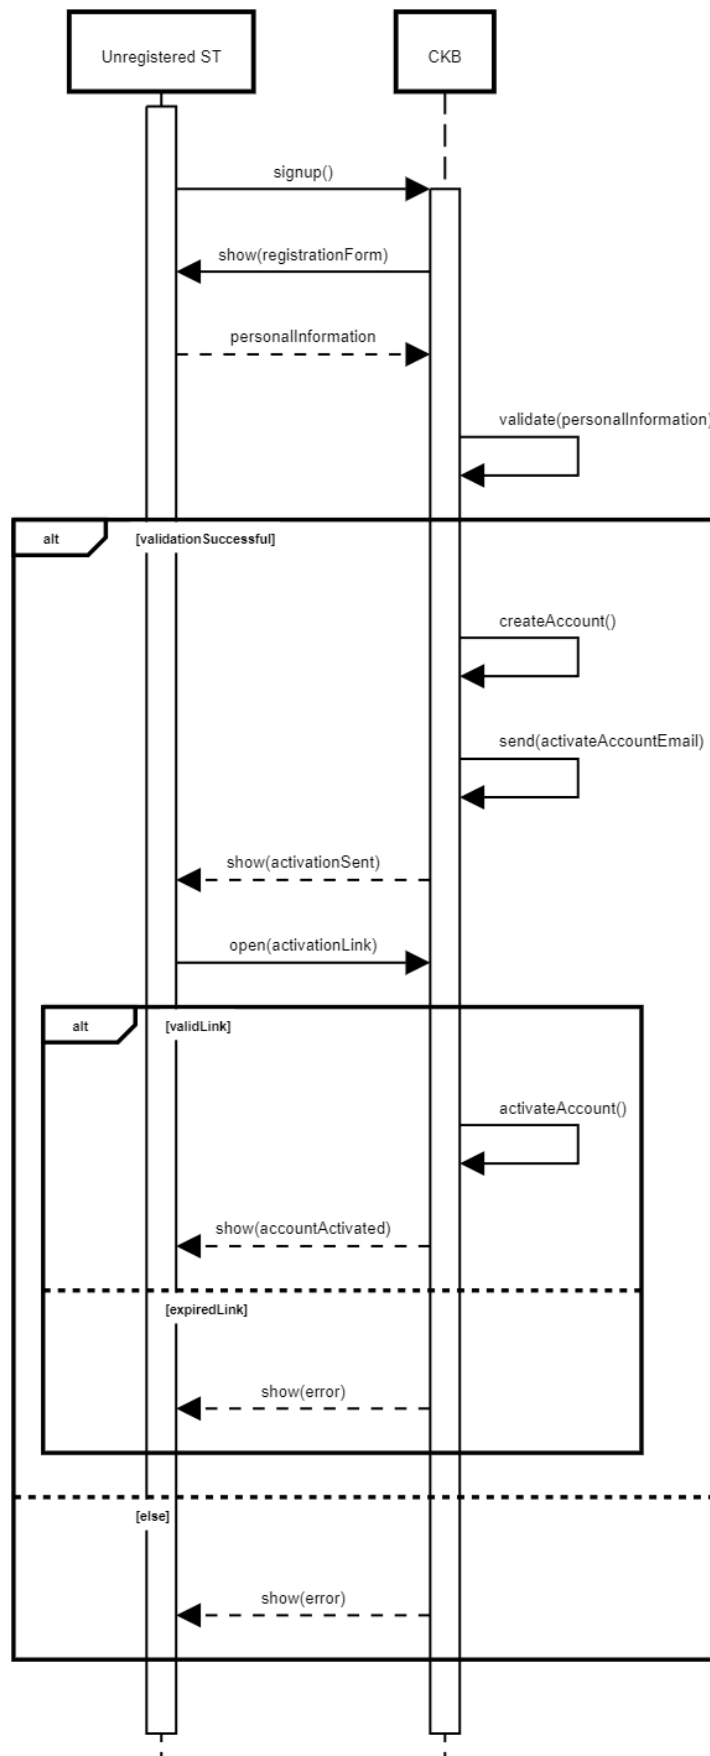 Unregistered ST
CKB
signup()
show(registrationForm)
personalInformation
validate(personalInformation)
alt
[validationSuccessful]
createAccount()
send(activateAccountEmail)
show(activationSent)
open(activationLink)
alt
[validLink]
activateAccount()
show(accountActivated)
[expiredLink]
show(error)
[else]
show(error)